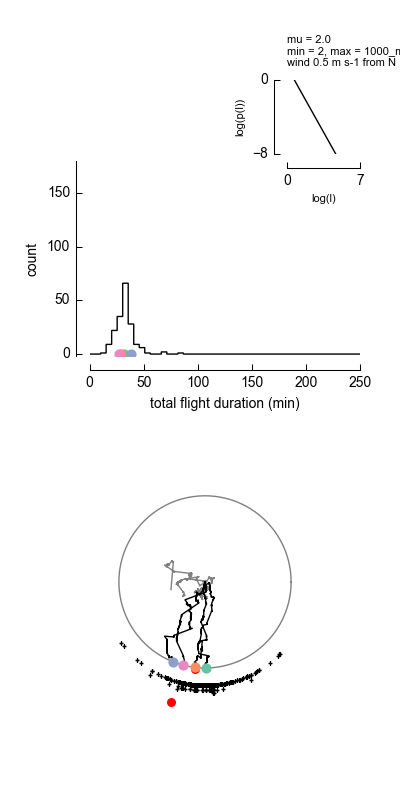 mu = 2.0
min = 2, max = 1000_m
wind 0.5 m s-1 from N
0
log(p(l))
−8
0
7
log(l)
150
100
50
0
count
0
50
100
150
200
250
total flight duration (min)